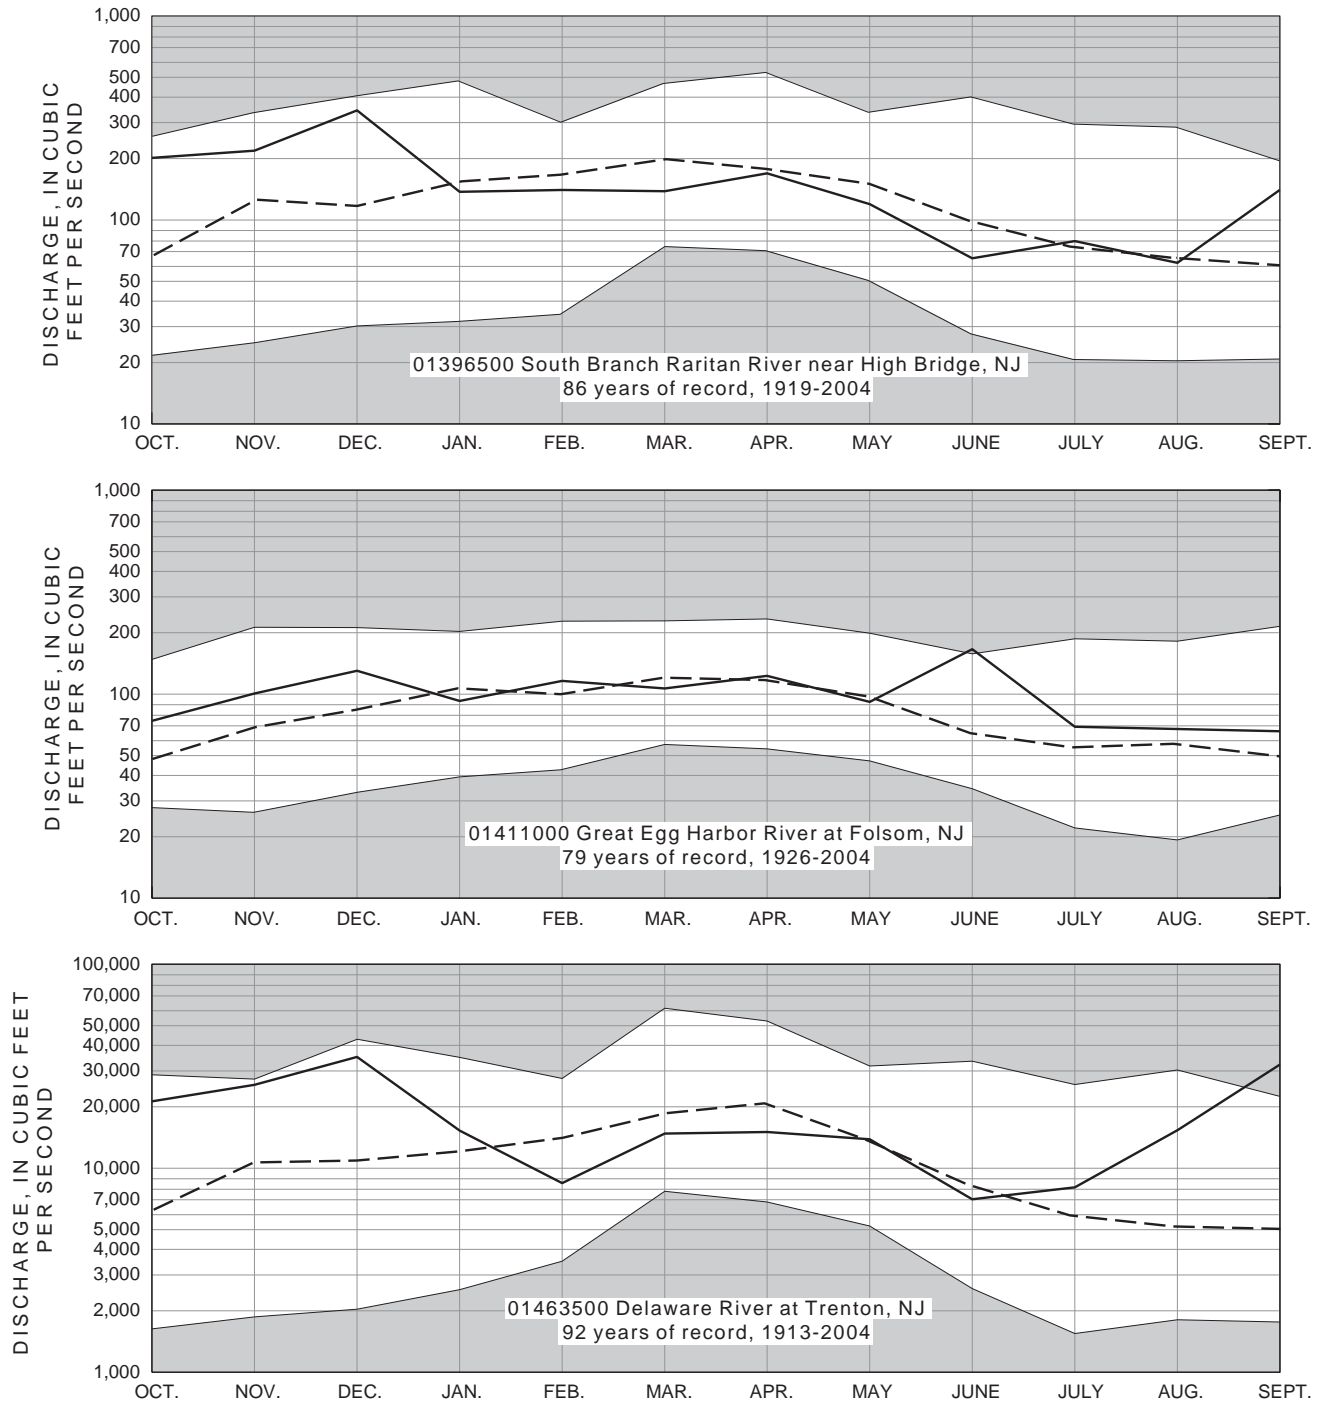 DISCHARGE, IN CUBIC
FEET PER SECOND
1,000
700
500
400
300
200
100
70
50
40
30
20
10
01396500 South Branch Raritan River near High Bridge, NJ
86 years of record, 1919-2004
OCT. NOV. DEC. JAN. FEB. MAR. APR. MAY JUNE JULY AUG. SEPT.
DISCHARGE, IN CUBIC
FEET PER SECOND
1,000
700
500
400
300
200
100
70
50
40
30
20
10
01411000 Great Egg Harbor River at Folsom, NJ
79 years of record, 1926-2004
OCT. NOV. DEC. JAN. FEB. MAR. APR. MAY JUNE JULY AUG. SEPT.
DISCHARGE, IN CUBIC FEET
PER SECOND
100,000
70,000
50,000
40,000
30,000
20,000
10,000
7,000
5,000
4,000
3,000
2,000
1,000
01463500 Delaware River at Trenton, NJ
92 years of record, 1913-2004
OCT. NOV. DEC. JAN. FEB. MAR. APR. MAY JUNE JULY AUG. SEPT.